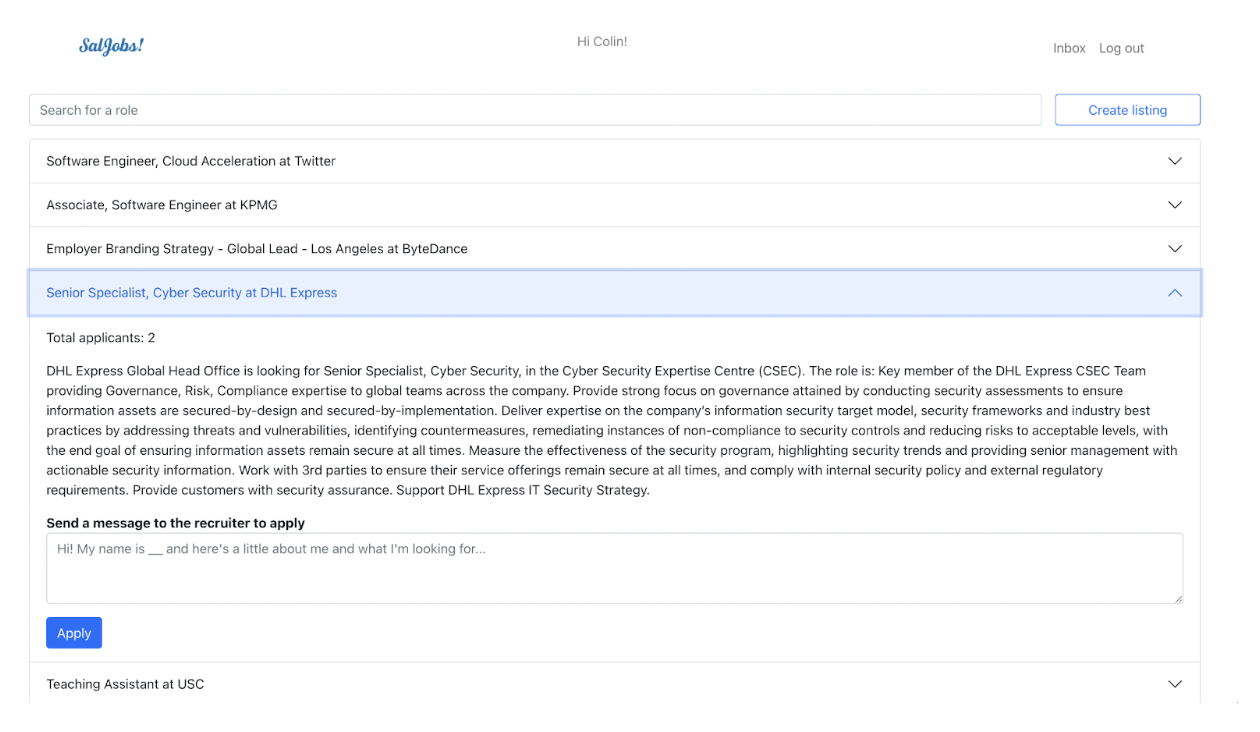 SalJobs!
Hi Colin!
Inbox Log out
Search for a role
Create listing
Software Engineer, Cloud Acceleration at Twitter
Associate, Software Engineer at KPMG
Employer Branding Strategy - Global Lead - Los Angeles at ByteDance
Senior Specialist, Cyber Security at DHL Express
Total applicants: 2
DHL Express Global Head Office is looking for Senior Specialist, Cyber Security, in the Cyber Security Expertise Centre (CSEC). The role is: Key member of the DHL Express CSEC Team
providing Governance, Risk, Compliance expertise to global teams across the company. Provide strong focus on governance attained by conducting security assessments to ensure
information assets are secured-by-design and secured-by-implementation. Deliver expertise on the company's information security target model, security frameworks and industry best
practices by addressing threats and vulnerabilities, identifying countermeasures, remediating instances of non-compliance to security controls and reducing risks to acceptable levels, with
the end goal of ensuring information assets remain secure at all times. Measure the effectiveness of the security program, highlighting security trends and providing senior management with
actionable security information. Work with 3rd parties to ensure their service offerings remain secure at all times, and comply with internal security policy and external regulatory
requirements. Provide customers with security assurance. Support DHL Express IT Security Strategy.
Send a message to the recruiter to apply
Hi! My name is __ and here's a little about me and what I'm looking for...
Apply
Teaching Assistant at USC